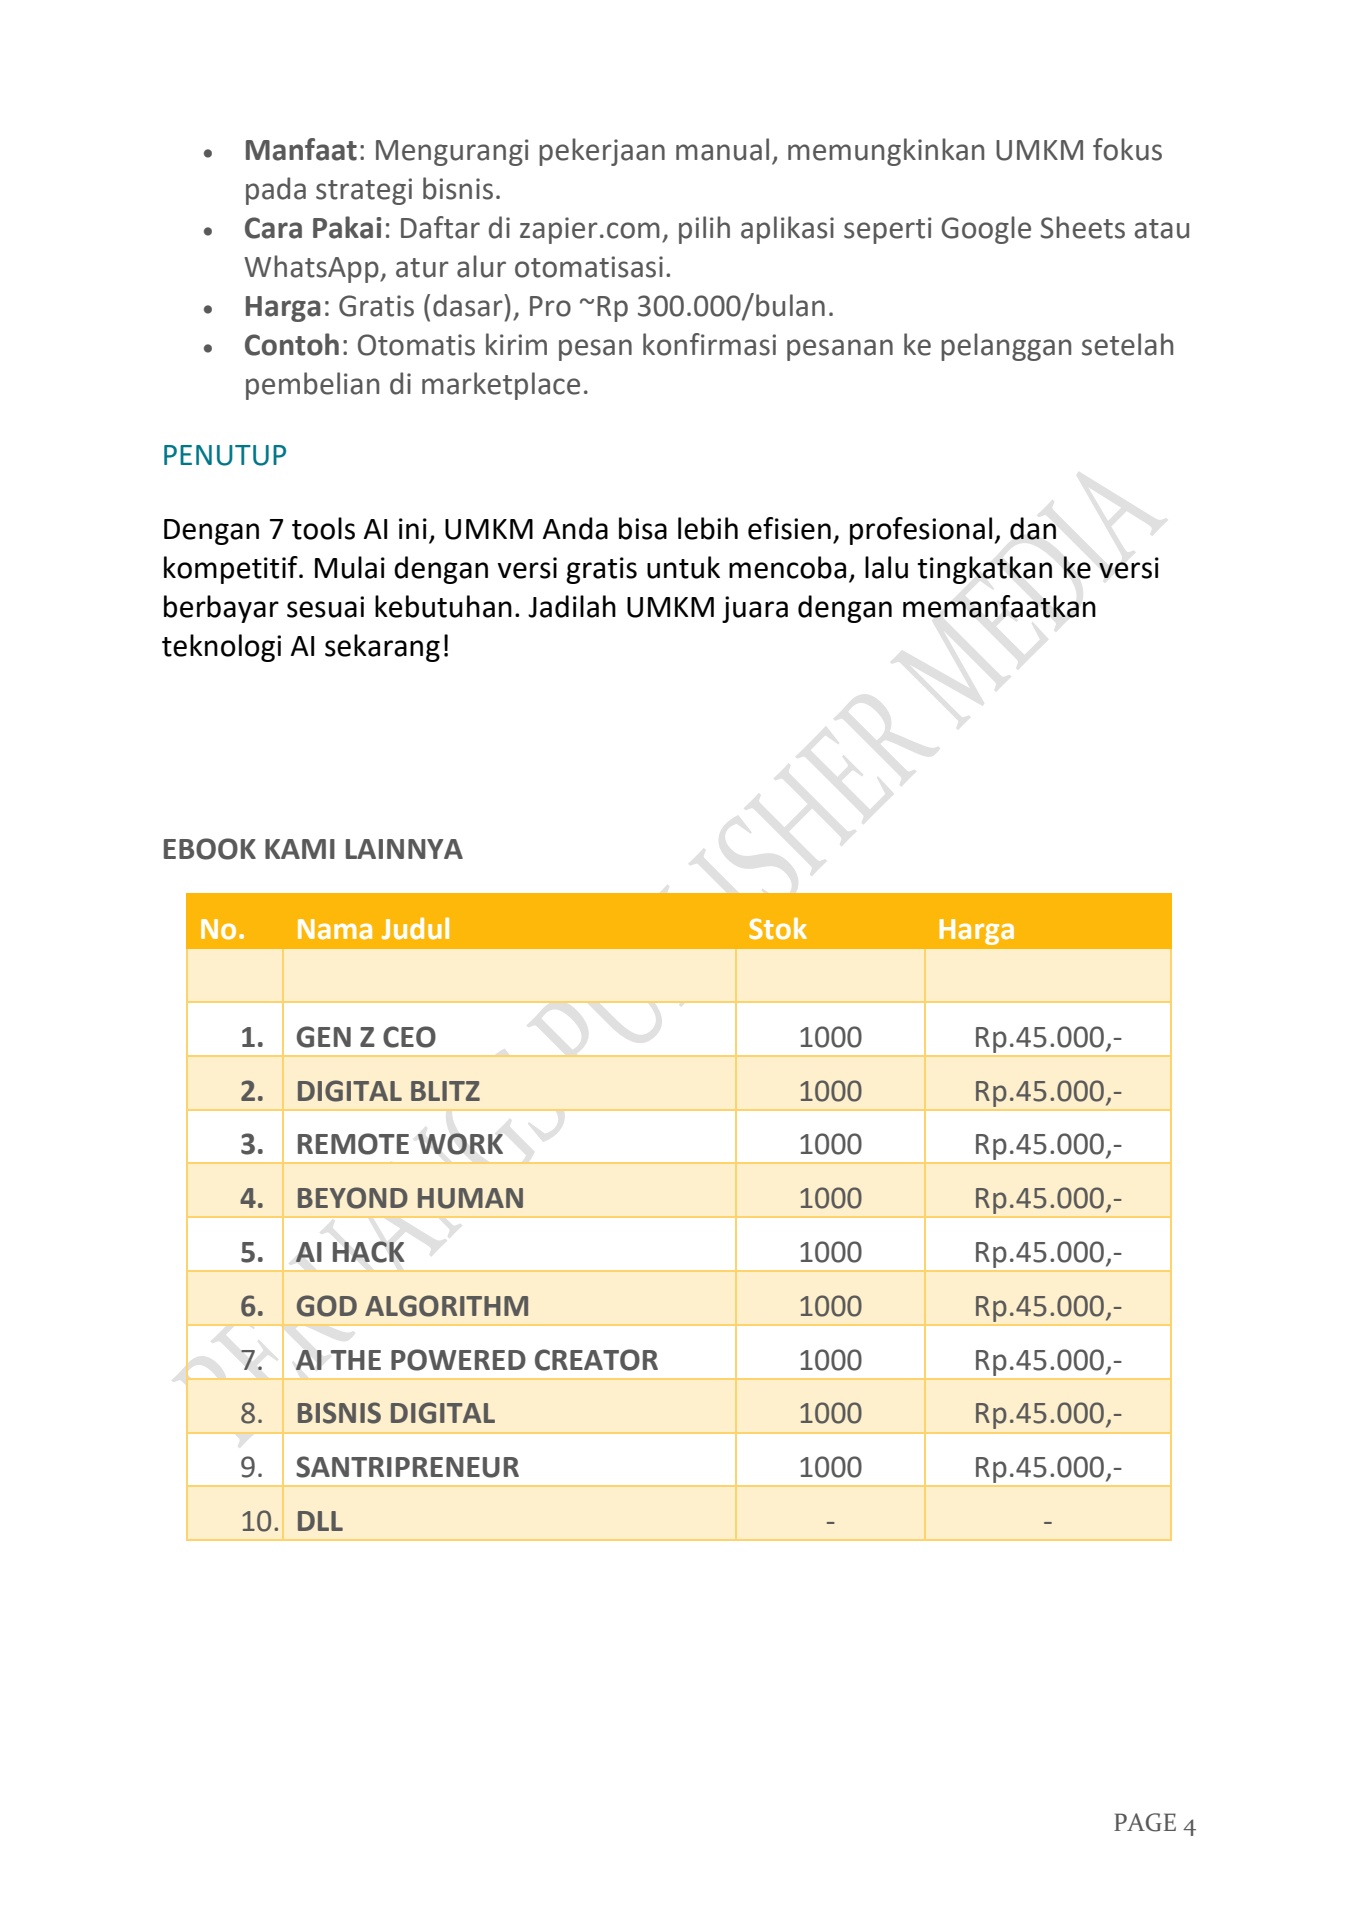 • Manfaat: Mengurangi pekerjaan manual, memungkinkan UMKM fokus
pada strategi bisnis.
• Cara Pakai: Daftar di zapier.com, pilih aplikasi seperti Google Sheets atau
WhatsApp, atur alur otomatisasi.
• Harga: Gratis (dasar), Pro ~Rp 300.000/bulan.
• Contoh: Otomatis kirim pesan konfirmasi pesanan ke pelanggan setelah
pembelian di marketplace.
PENUTUP
Dengan 7 tools AI ini, UMKM Anda bisa lebih efisien, profesional, dan
kompetitif. Mulai dengan versi gratis untuk mencoba, lalu tingkatkan ke versi
berbayar sesuai kebutuhan. Jadilah UMKM juara dengan memanfaatkan
teknologi AI sekarang!
EBOOK KAMI LAINNYA
No. Nama Judul Stok Harga
1. GEN Z CEO 1000 Rp.45.000,-
2. DIGITAL BLITZ 1000 Rp.45.000,-
3. REMOTE WORK 1000 Rp.45.000,-
4. BEYOND HUMAN 1000 Rp.45.000,-
5. AI HACK 1000 Rp.45.000,-
6. GOD ALGORITHM 1000 Rp.45.000,-
7. AI THE POWERED CREATOR 1000 Rp.45.000,-
8. BISNIS DIGITAL 1000 Rp.45.000,-
9. SANTRIPRENEUR 1000 Rp.45.000,-
10. DLL - -
MEDIA
PAGE 4